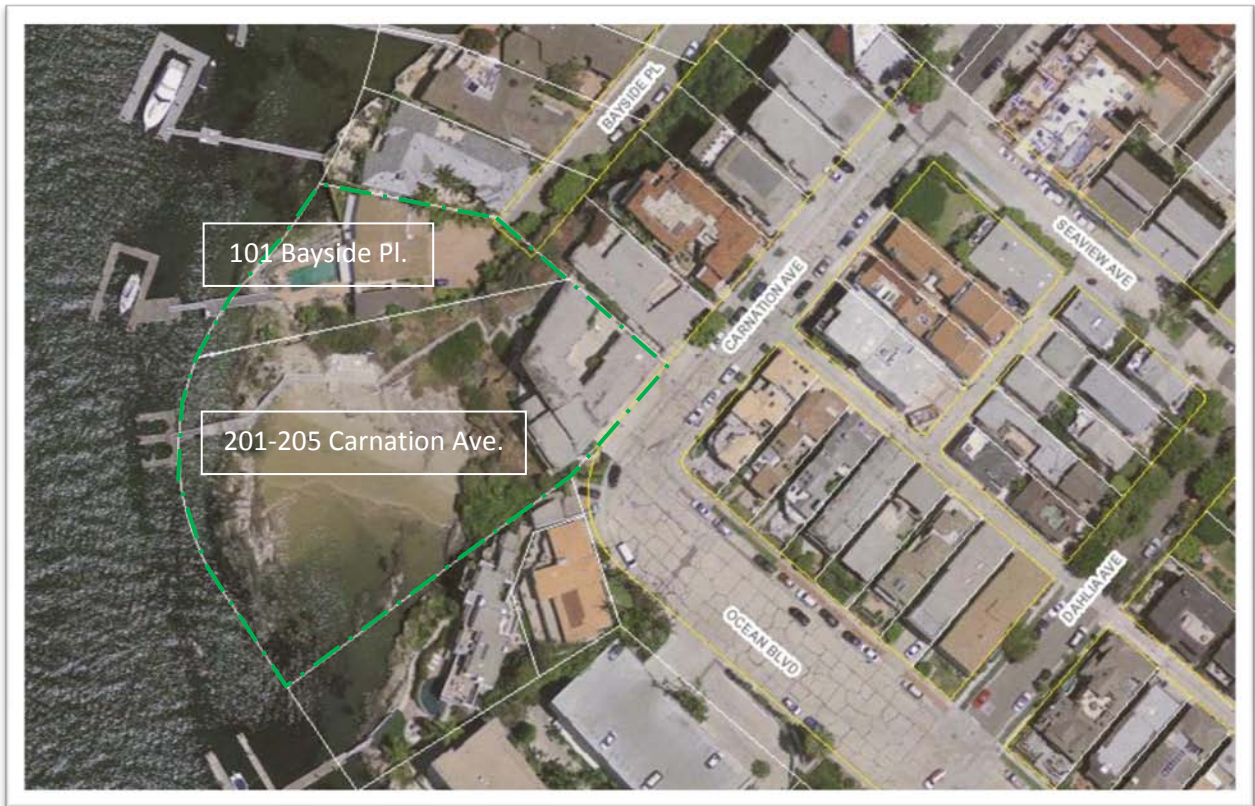 BAYSIDE PL
101 Bayside Pl.
SEAVIEW AVE
CARNATION AVE
201-205 Carnation Ave.
DAHLIA AVE
OCEAN BLVD